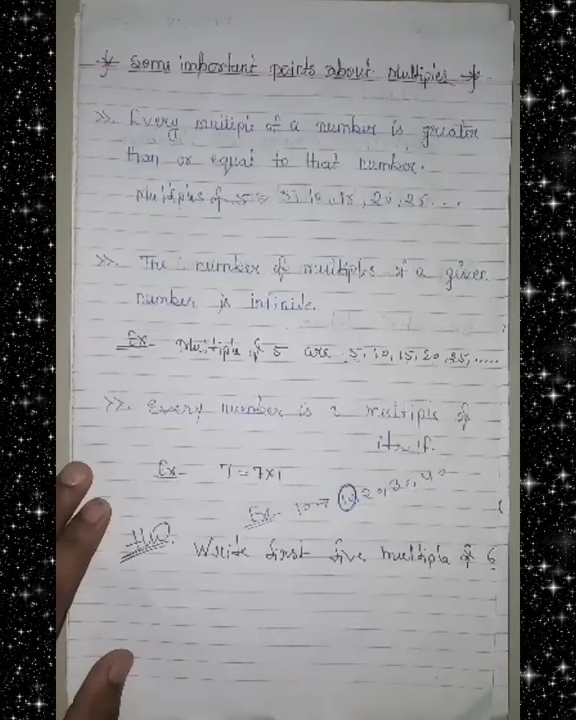 * Some important points about Multiples *
>> Every multiple of a number is greater
than or equal to that number.
Multiples of 5 => 5, 10, 15, 20, 25...
>> The number of multiples of a given
number is infinite.
Ex- Multiple of 5 are 5, 10, 15, 20, 25,.....
>> Every number is a multiple of
itself.
Ex- 7=7×1
Ex- 10→ 10, 20, 30, 40
H.W. Write first five multiple of 6